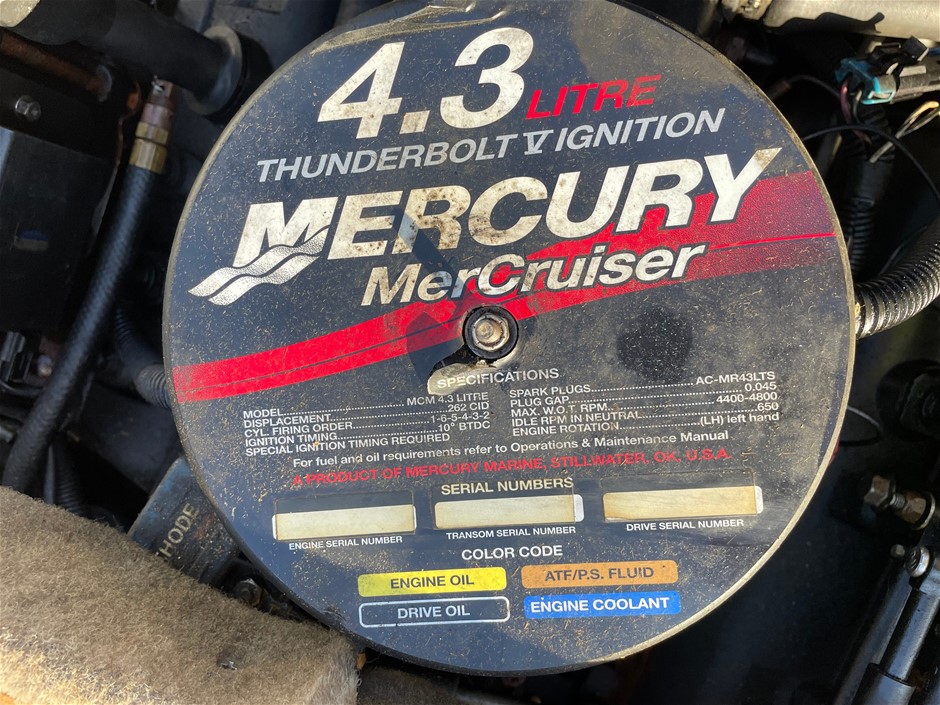 4.3 LITRE
THUNDERBOLT V IGNITION
MERCURY
MerCruiser
SPECIFICATIONS
MODEL..............................MCM 4.3 LITRE
DISPLACEMENT..............................262 CID
CYL FIRING ORDER..............................1-6-5-4-3-2
IGNITION TIMING..............................10° BTDC
SPECIAL IGNITION TIMING REQUIRED
SPARK PLUGS..............................AC-MR43LTS
PLUG GAP..............................0.045
MAX. W.O.T. RPM..............................4400-4800
IDLE RPM IN NEUTRAL..............................650
ENGINE ROTATION..............................(LH) left hand
For fuel and oil requirements refer to Operations & Maintenance Manual
A PRODUCT OF MERCURY MARINE, STILLWATER, OK, U.S.A.
SERIAL NUMBERS
ENGINE SERIAL NUMBER TRANSOM SERIAL NUMBER DRIVE SERIAL NUMBER
COLOR CODE
ENGINE OIL ATF/P.S. FLUID
DRIVE OIL ENGINE COOLANT
HODE